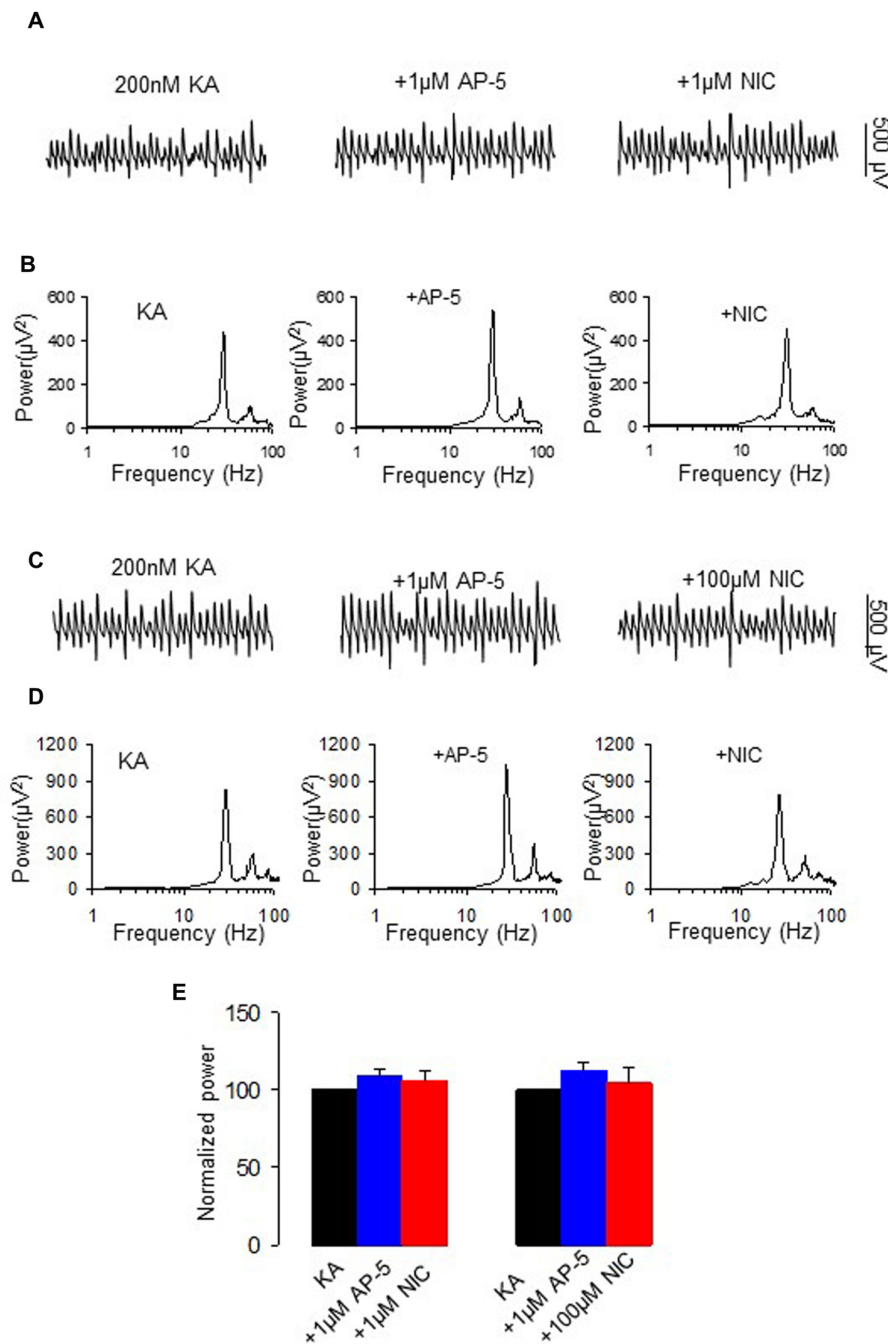 A
200nM KA +1μM AP-5 +1μM NIC
500 μV
B
KA +AP-5 +NIC
Power(μV²) Power(μV²) Power(μV²)
600 600 600
400 400 400
200 200 200
0 0 0
1 10 100 1 10 100 1 10 100
Frequency (Hz) Frequency (Hz) Frequency (Hz)
C
200nM KA +1μM AP-5 +100μM NIC
500 μV
D
KA +AP-5 +NIC
Power(μV²) Power(μV²) Power(μV²)
1200 1200 1200
900 900 900
600 600 600
300 300 300
0 0 0
1 10 100 1 10 100 1 10 100
Frequency (Hz) Frequency (Hz) Frequency (Hz)
E
Normalized power
150
100
50
0
KA +1μM AP-5 +1μM NIC KA +1μM AP-5 +100μM NIC